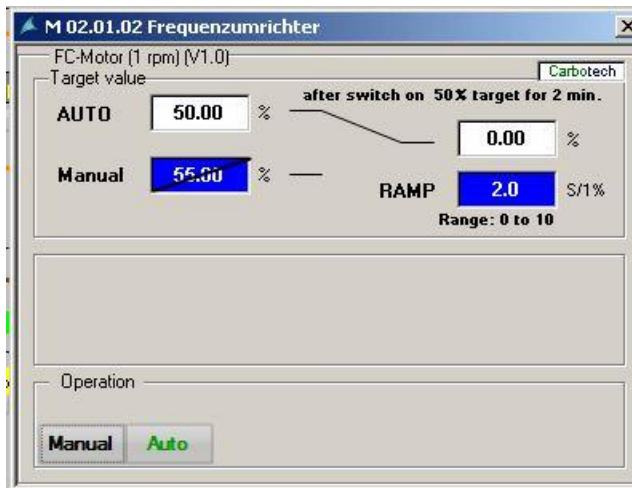 M 02.01.02 Frequenzumrichter
FC-Motor (1 rpm) (V1.0)
Carbotech
Target value
after switch on 50% target for 2 min.
AUTO 50.00 %
0.00 %
Manual 55.00 %
RAMP 2.0 S/1%
Range: 0 to 10
Operation
Manual Auto